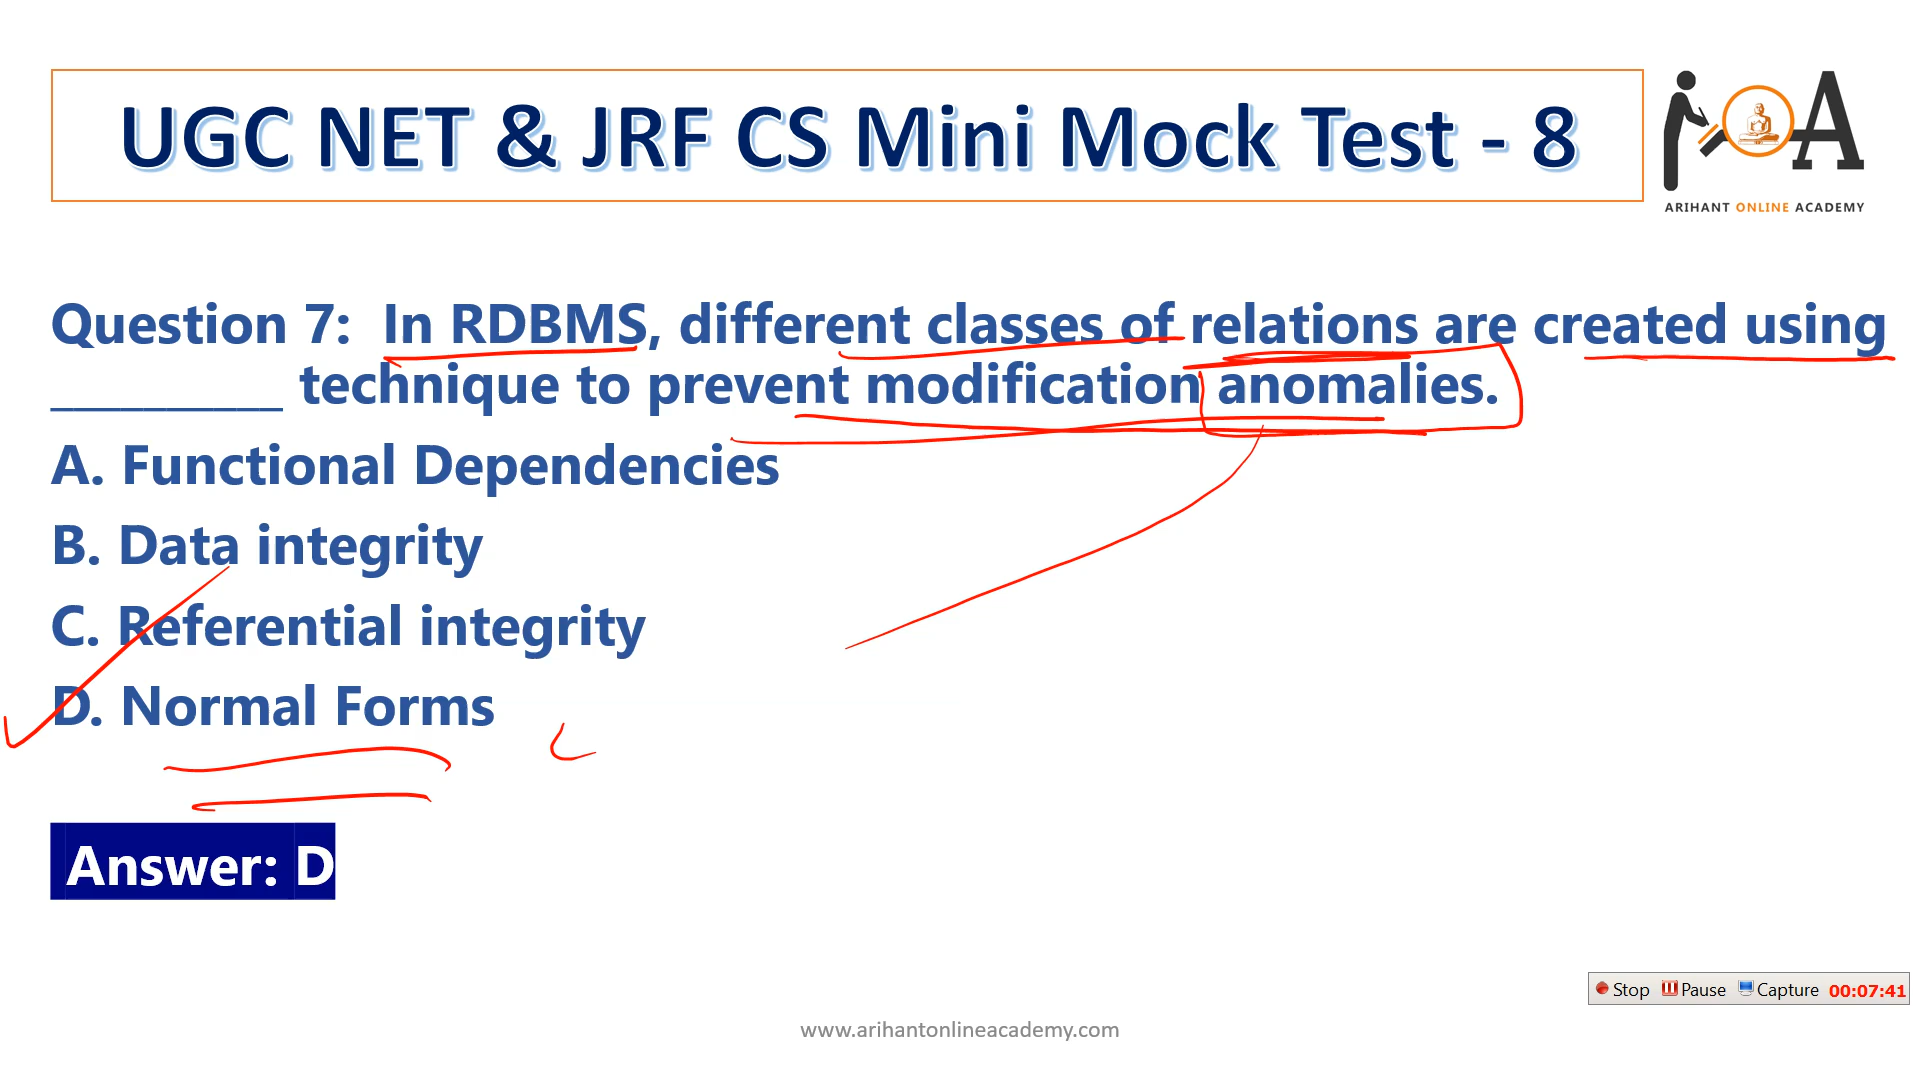 UGC NET & JRF CS Mini Mock Test - 8
A
ARIHANT ONLINE ACADEMY
Question 7: In RDBMS, different classes of relations are created using
__________ technique to prevent modification anomalies.
A. Functional Dependencies
B. Data integrity
C. Referential integrity
D. Normal Forms
Answer: D
Stop Pause Capture 00:07:41
www.arihantonlineacademy.com